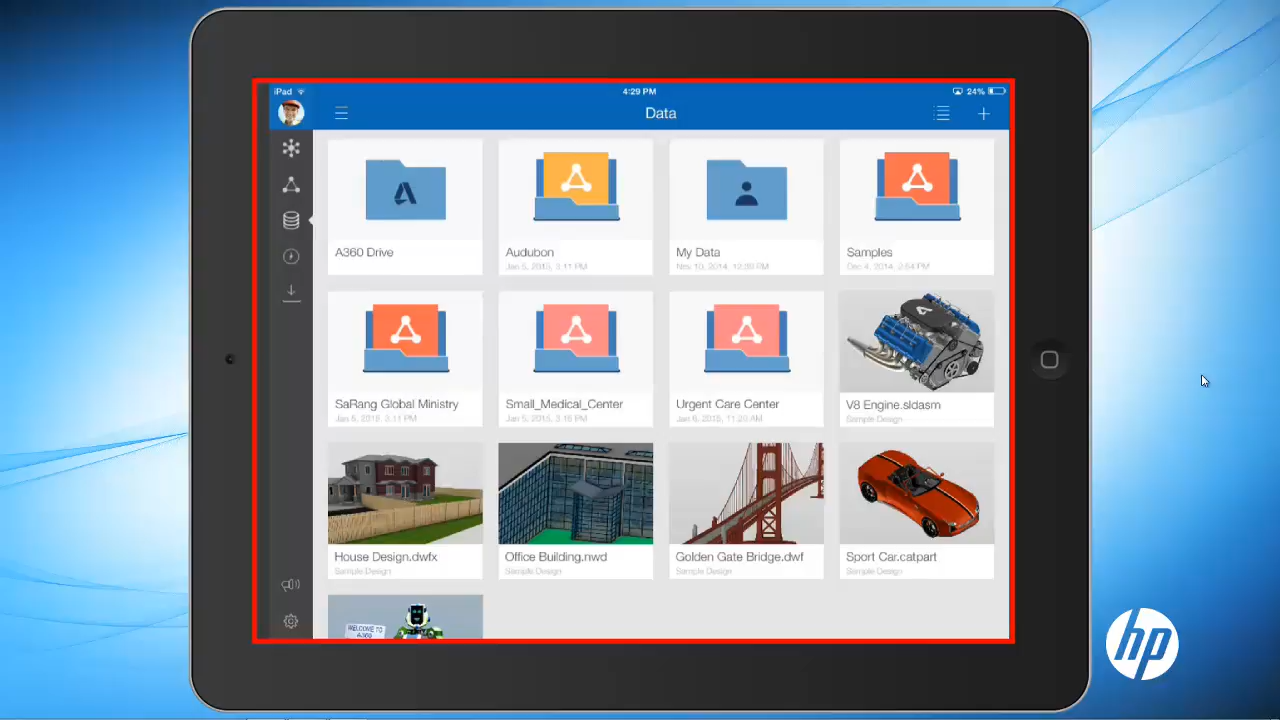 iPad
4:29 PM
24%
Data
A360 Drive
Audubon
Jan 5, 2015, 3:11 PM
My Data
Nov 10, 2014, 12:39 PM
Samples
Dec 4, 2014, 3:54 PM
SaRang Global Ministry
Jan 5, 2015, 3:11 PM
Small_Medical_Center
Jan 5, 2015, 3:16 PM
Urgent Care Center
Jan 6, 2015, 11:20 AM
V8 Engine.sldasm
Sample Design
House Design.dwfx
Sample Design
Office Building.nwd
Sample Design
Golden Gate Bridge.dwf
Sample Design
Sport Car.catpart
Sample Design
WELCOME TO
A360
hp